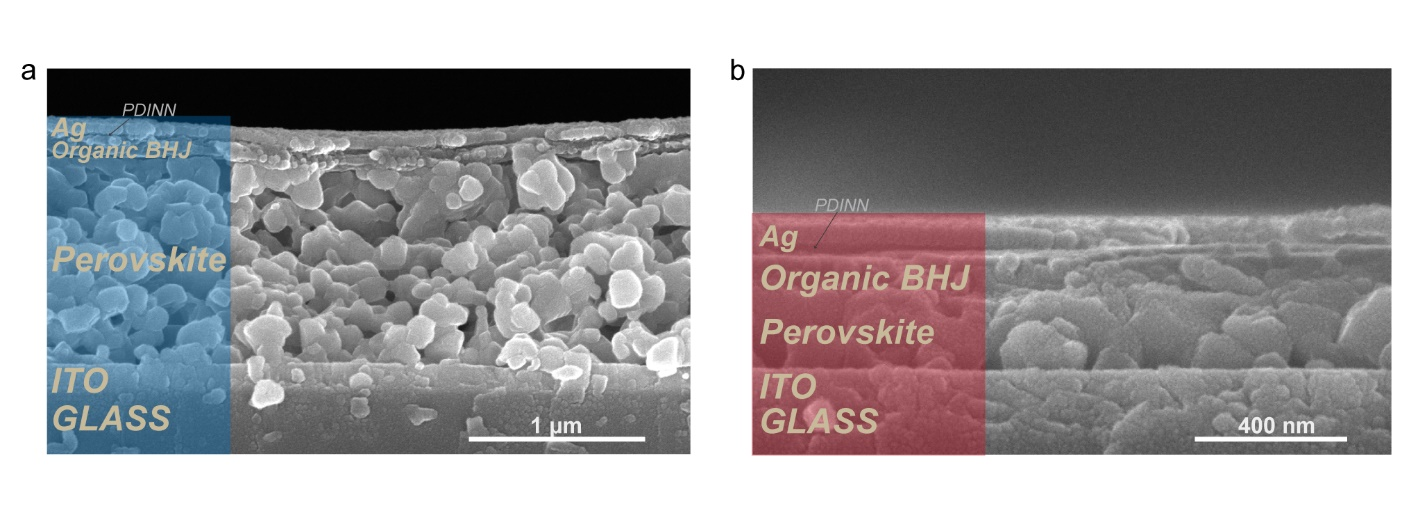 a
PDINN
Ag
Organic BHJ
Perovskite
ITO
GLASS
1 µm
b
PDINN
Ag
Organic BHJ
Perovskite
ITO
GLASS
400 nm